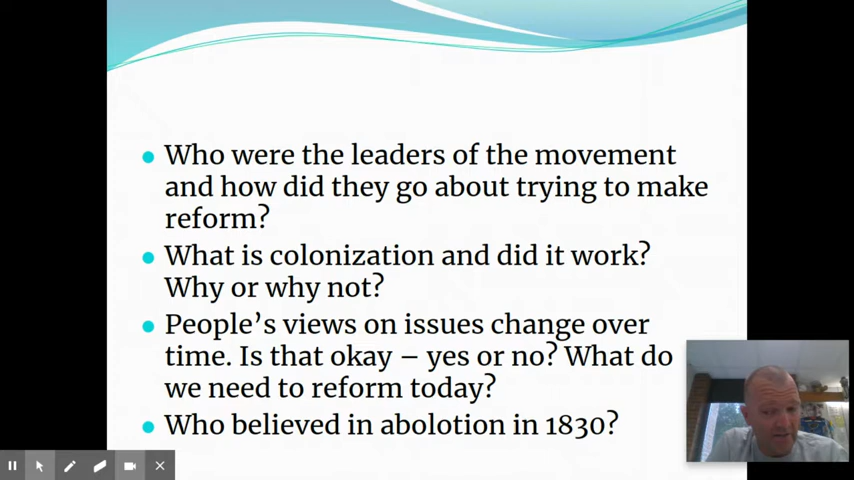 Who were the leaders of the movement
and how did they go about trying to make
reform?
What is colonization and did it work?
Why or why not?
People's views on issues change over
time. Is that okay – yes or no? What do
we need to reform today?
Who believed in abolotion in 1830?